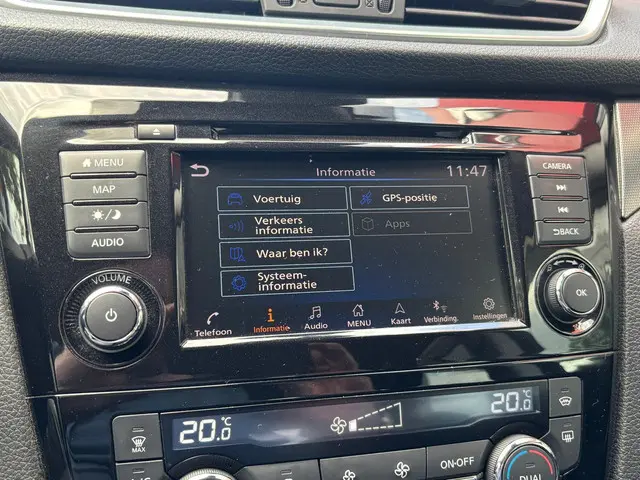 MENU
MAP
AUDIO
VOLUME
Informatie
11:47
Voertuig
GPS-positie
Verkeers
informatie
Apps
Waar ben ik?
Systeem-
informatie
Telefoon
Informatie
Audio
MENU
Kaart
Verbinding.
Instellingen
CAMERA
BACK
OK
20.0 °C
20.0 °C
MAX
A/C
ON•OFF
DUAL